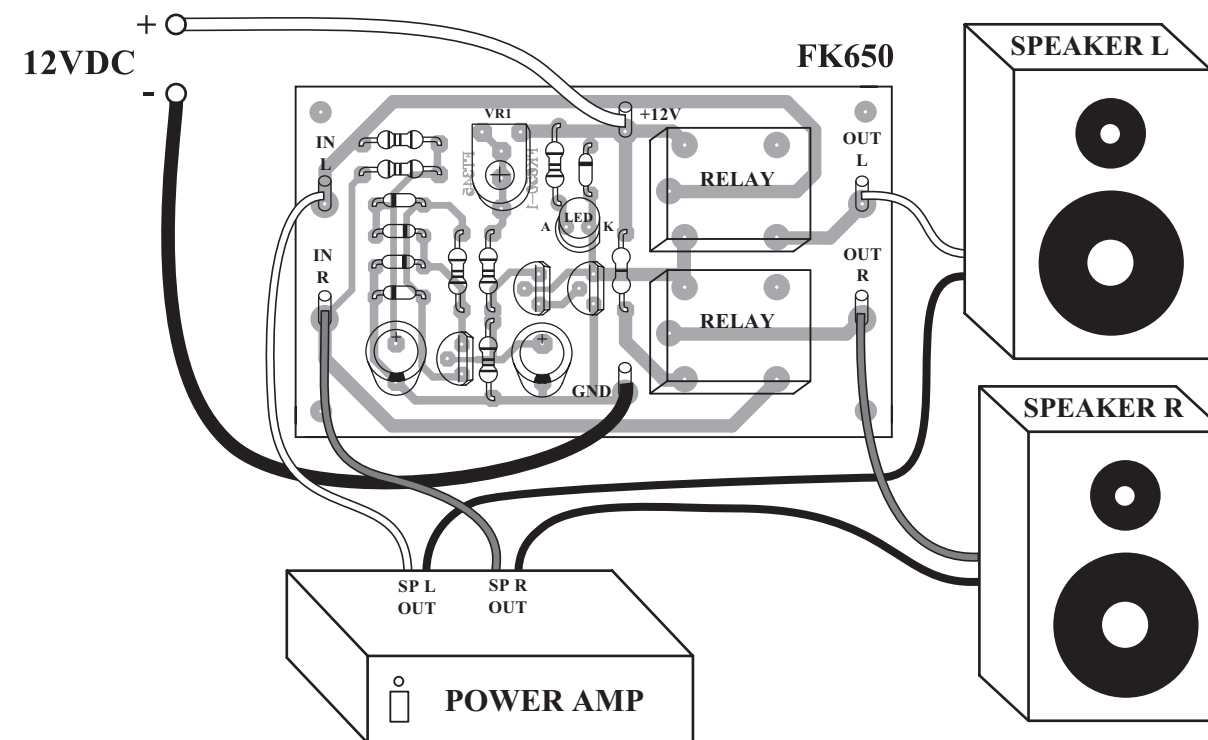 +
12VDC
-
FK650
SPEAKER L
VR1
+12V
IN
L
OUT
L
RELAY
LED
A
K
IN
R
OUT
R
RELAY
+
+
GND
SPEAKER R
SP L
OUT
SP R
OUT
POWER AMP